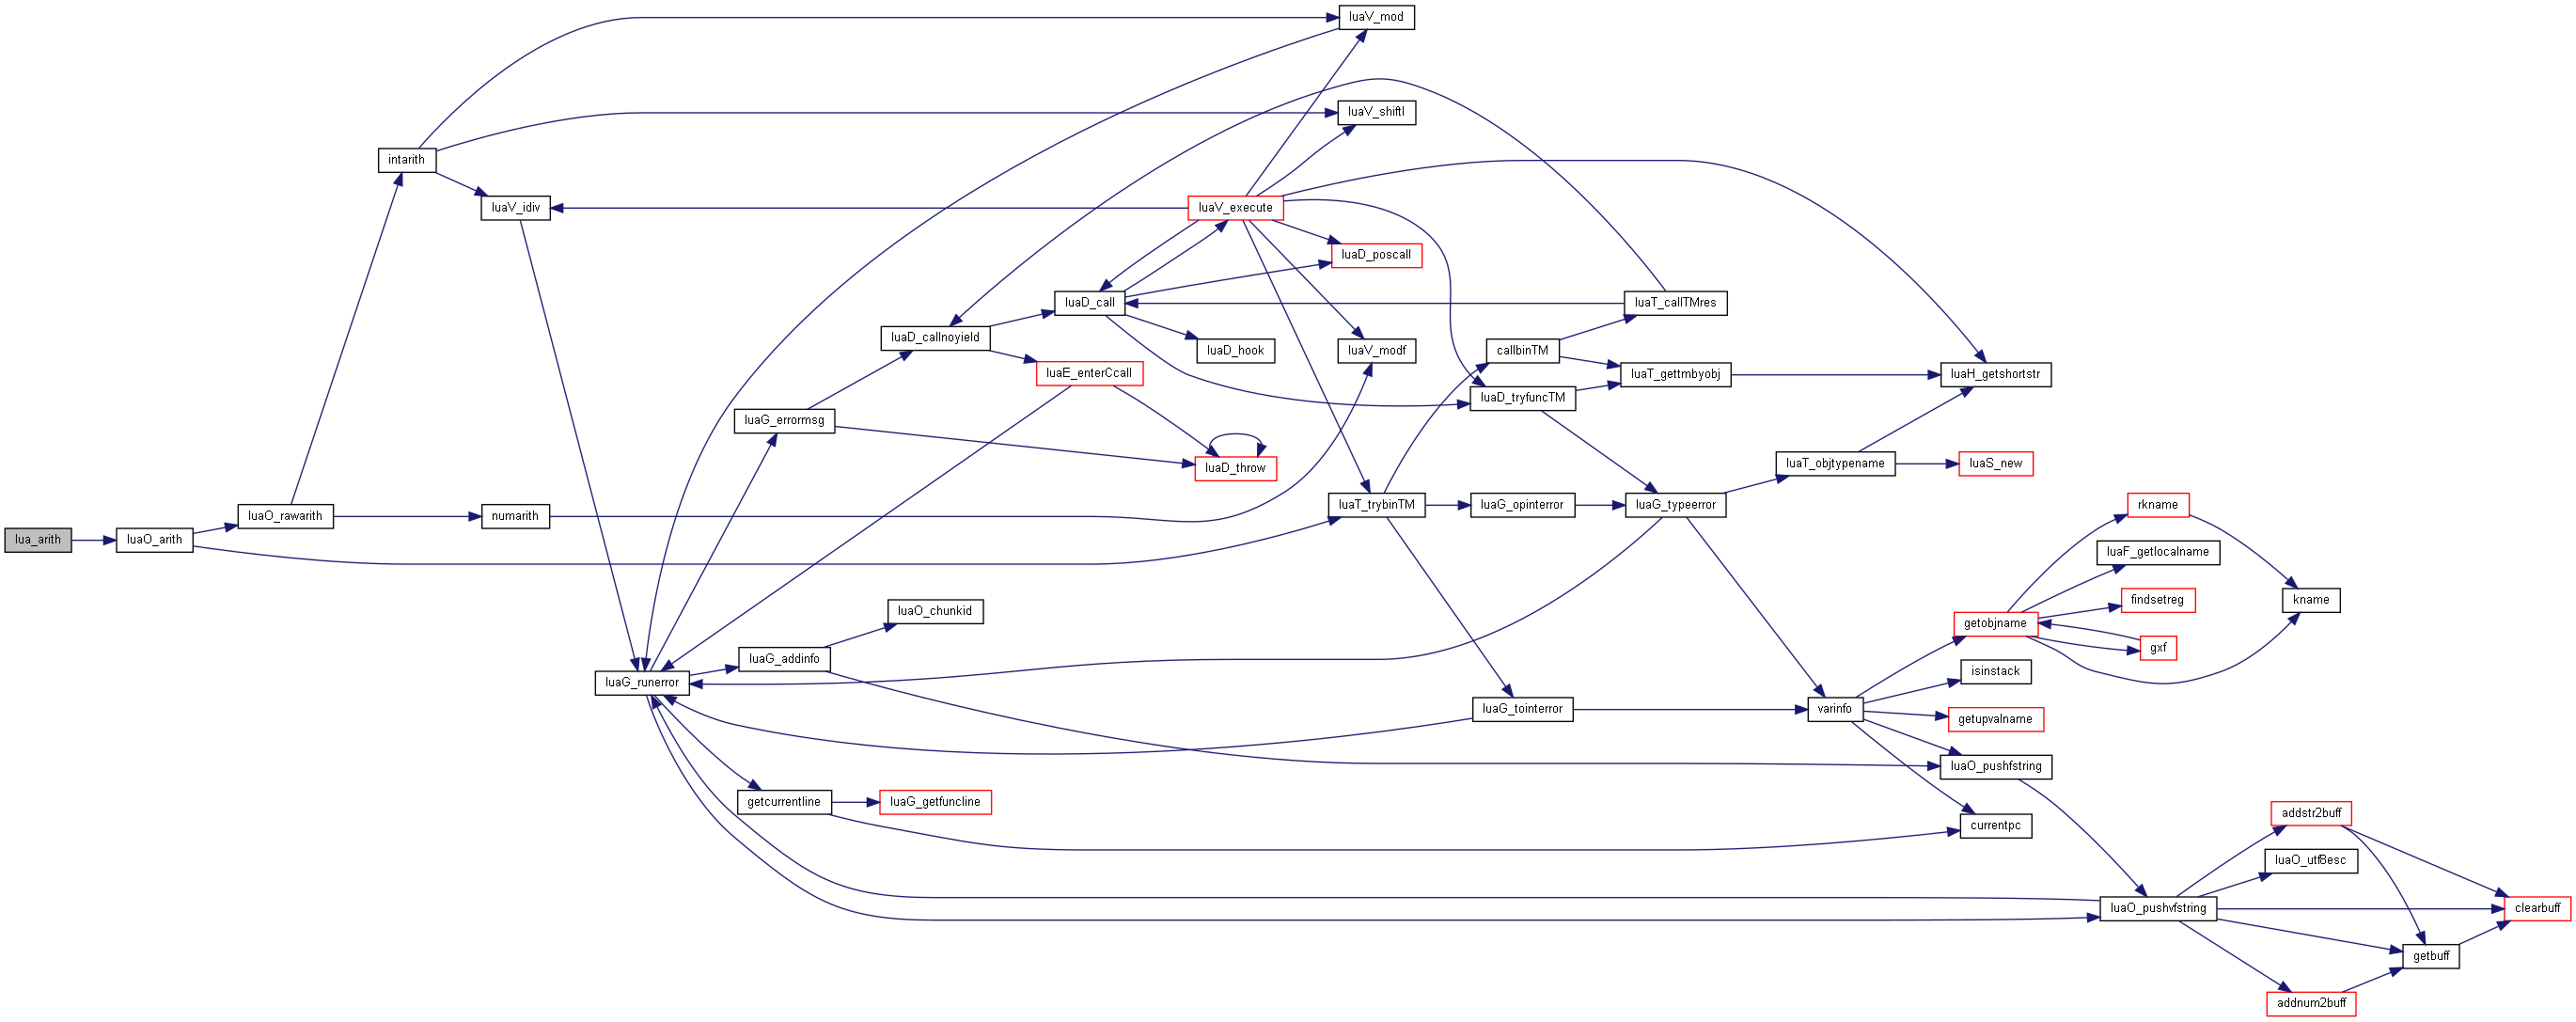 luaV_mod
luaV_shiftl
intarith
luaV_idiv
luaV_execute
luaD_poscall
luaD_call
luaT_callTMres
luaD_callnoyield
luaD_hook
luaV_modf
callbinTM
luaE_enterCcall
luaT_gettmbyobj
luaH_getshortstr
luaD_tryfuncTM
luaG_errormsg
luaD_throw
luaT_objtypename
luaS_new
luaO_rawarith
numarith
luaT_trybinTM
luaG_opinterror
luaG_typeerror
rkname
lua_arith
luaO_arith
luaF_getlocalname
findsetreg
kname
luaO_chunkid
getobjname
gxf
luaG_addinfo
isinstack
luaG_runerror
luaG_tointerror
varinfo
getupvalname
luaO_pushfstring
getcurrentline
luaG_getfuncline
addstr2buff
currentpc
luaO_utf8esc
luaO_pushvfstring
clearbuff
getbuff
addnum2buff